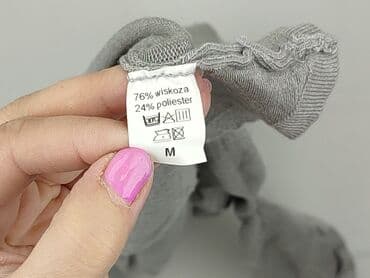 76% wiskoza
24% poliester
M